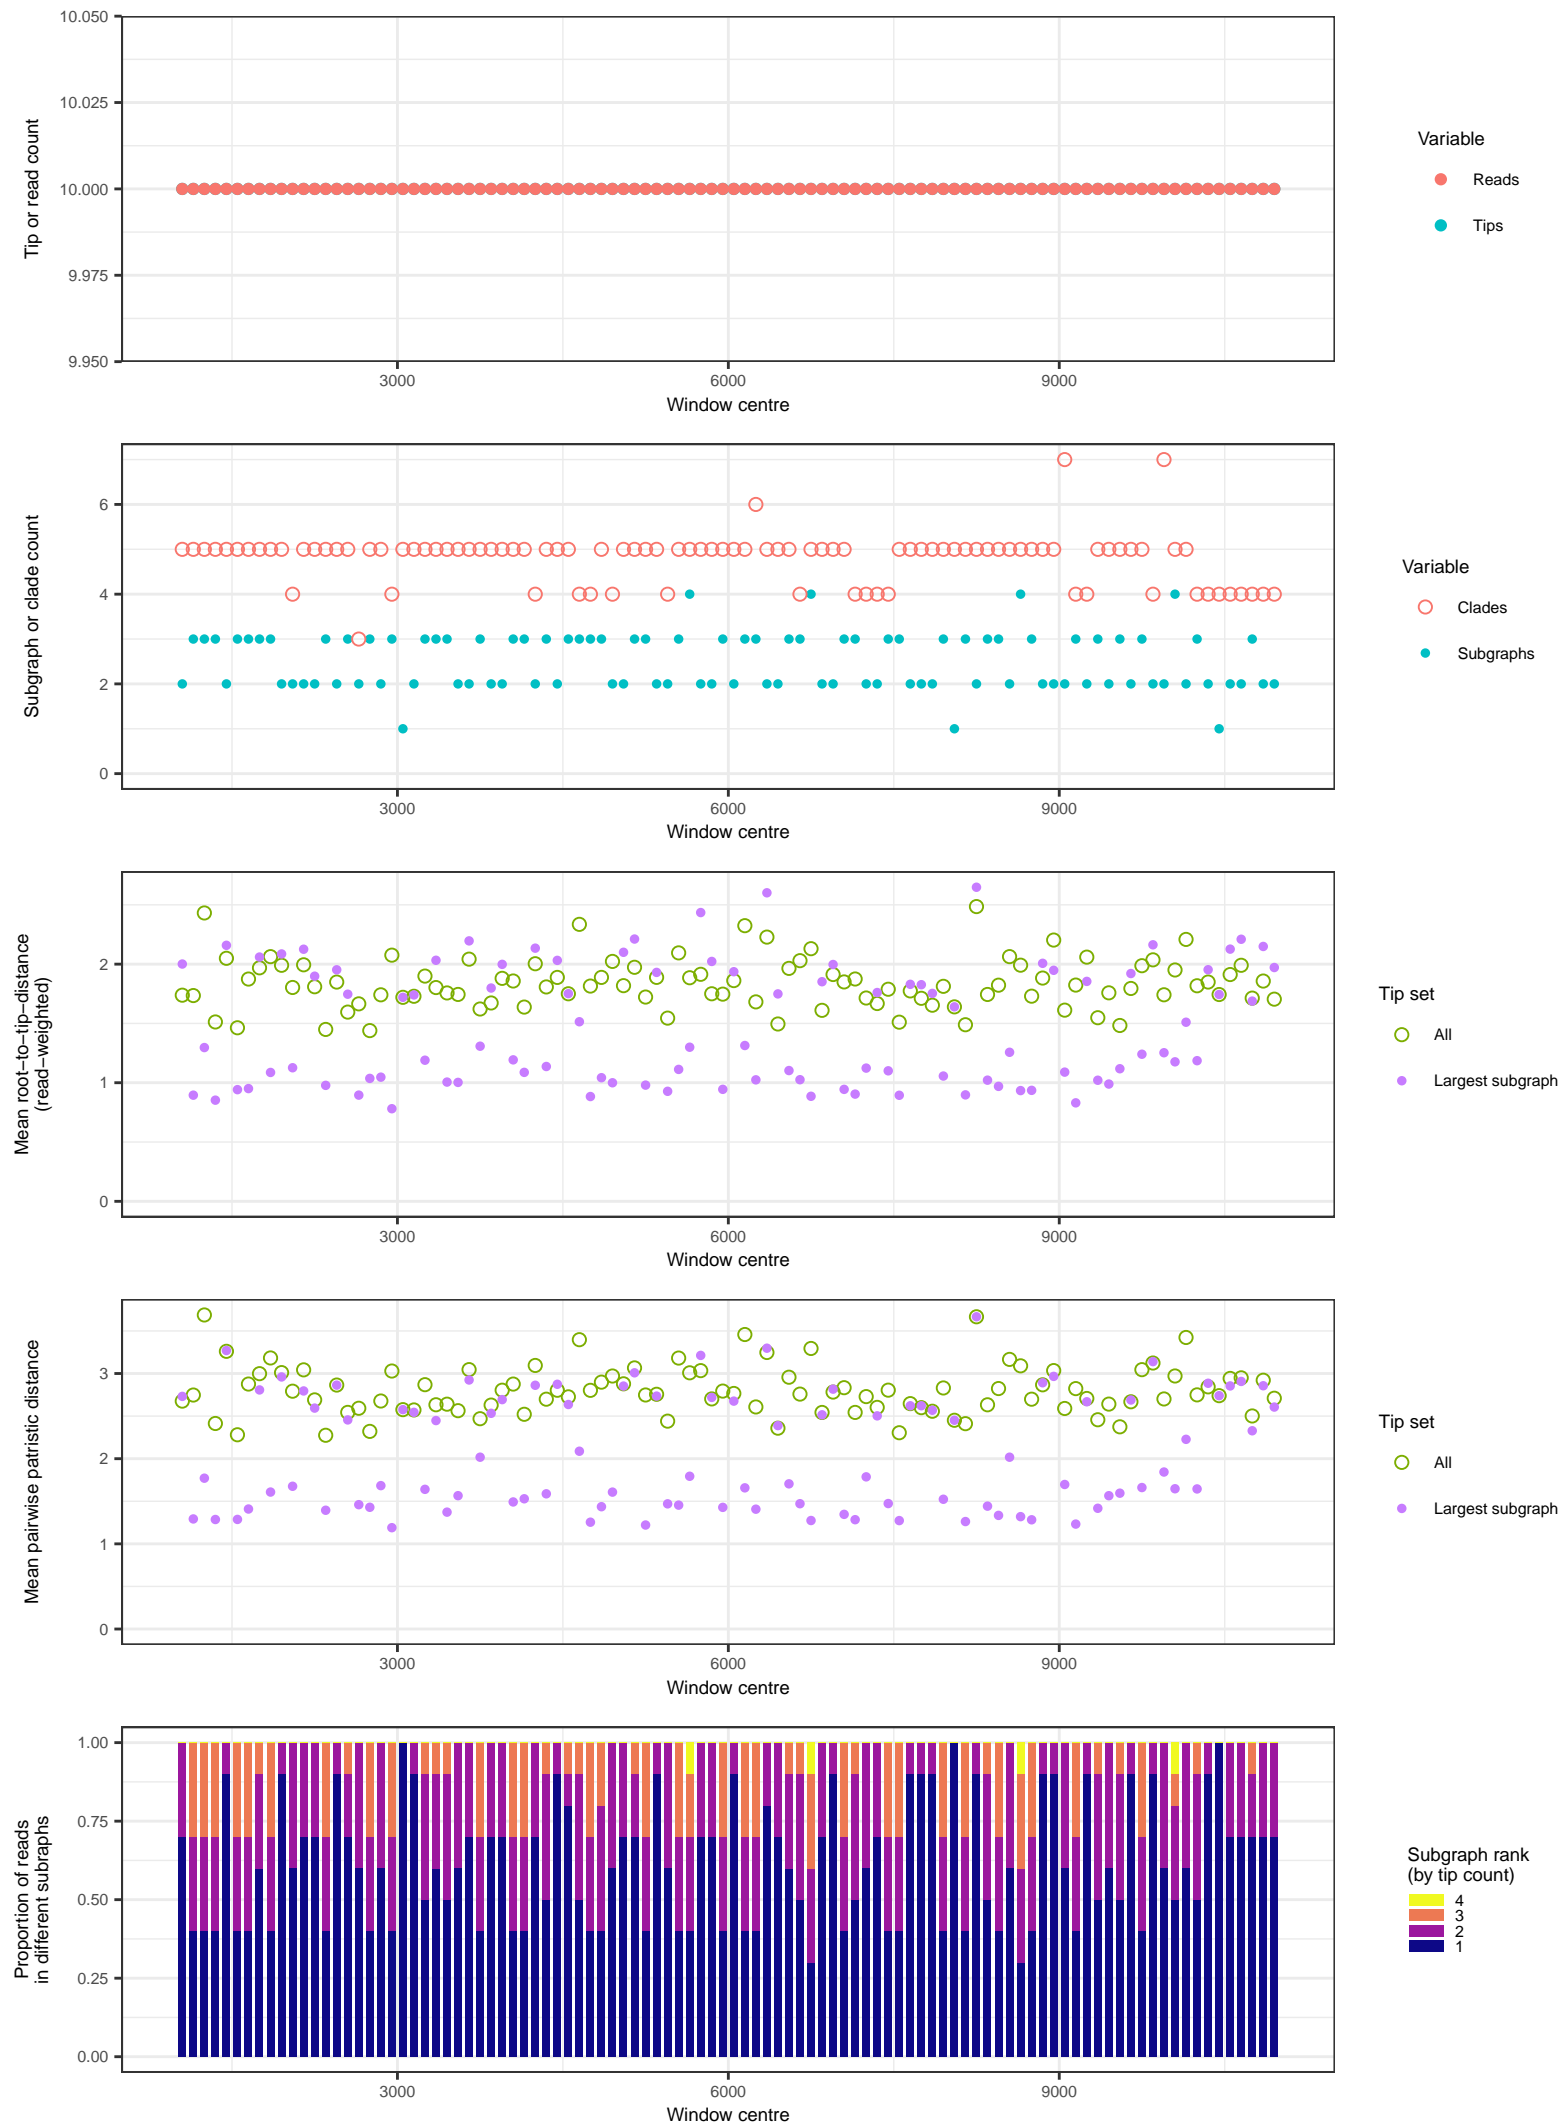 10.050
10.025
10.000
9.975
9.950
Tip or read count
3000 6000 9000
Window centre
Variable
Reads
Tips
6
4
2
0
Subgraph or clade count
3000 6000 9000
Window centre
Variable
Clades
Subgraphs
2
1
0
Mean root−to−tip−distance
(read−weighted)
3000 6000 9000
Window centre
Tip set
All
Largest subgraph
3
2
1
0
Mean pairwise patristic distance
3000 6000 9000
Window centre
Tip set
All
Largest subgraph
1.00
0.75
0.50
0.25
0.00
Proportion of reads
in different subraphs
3000 6000 9000
Window centre
Subgraph rank
(by tip count)
4
3
2
1